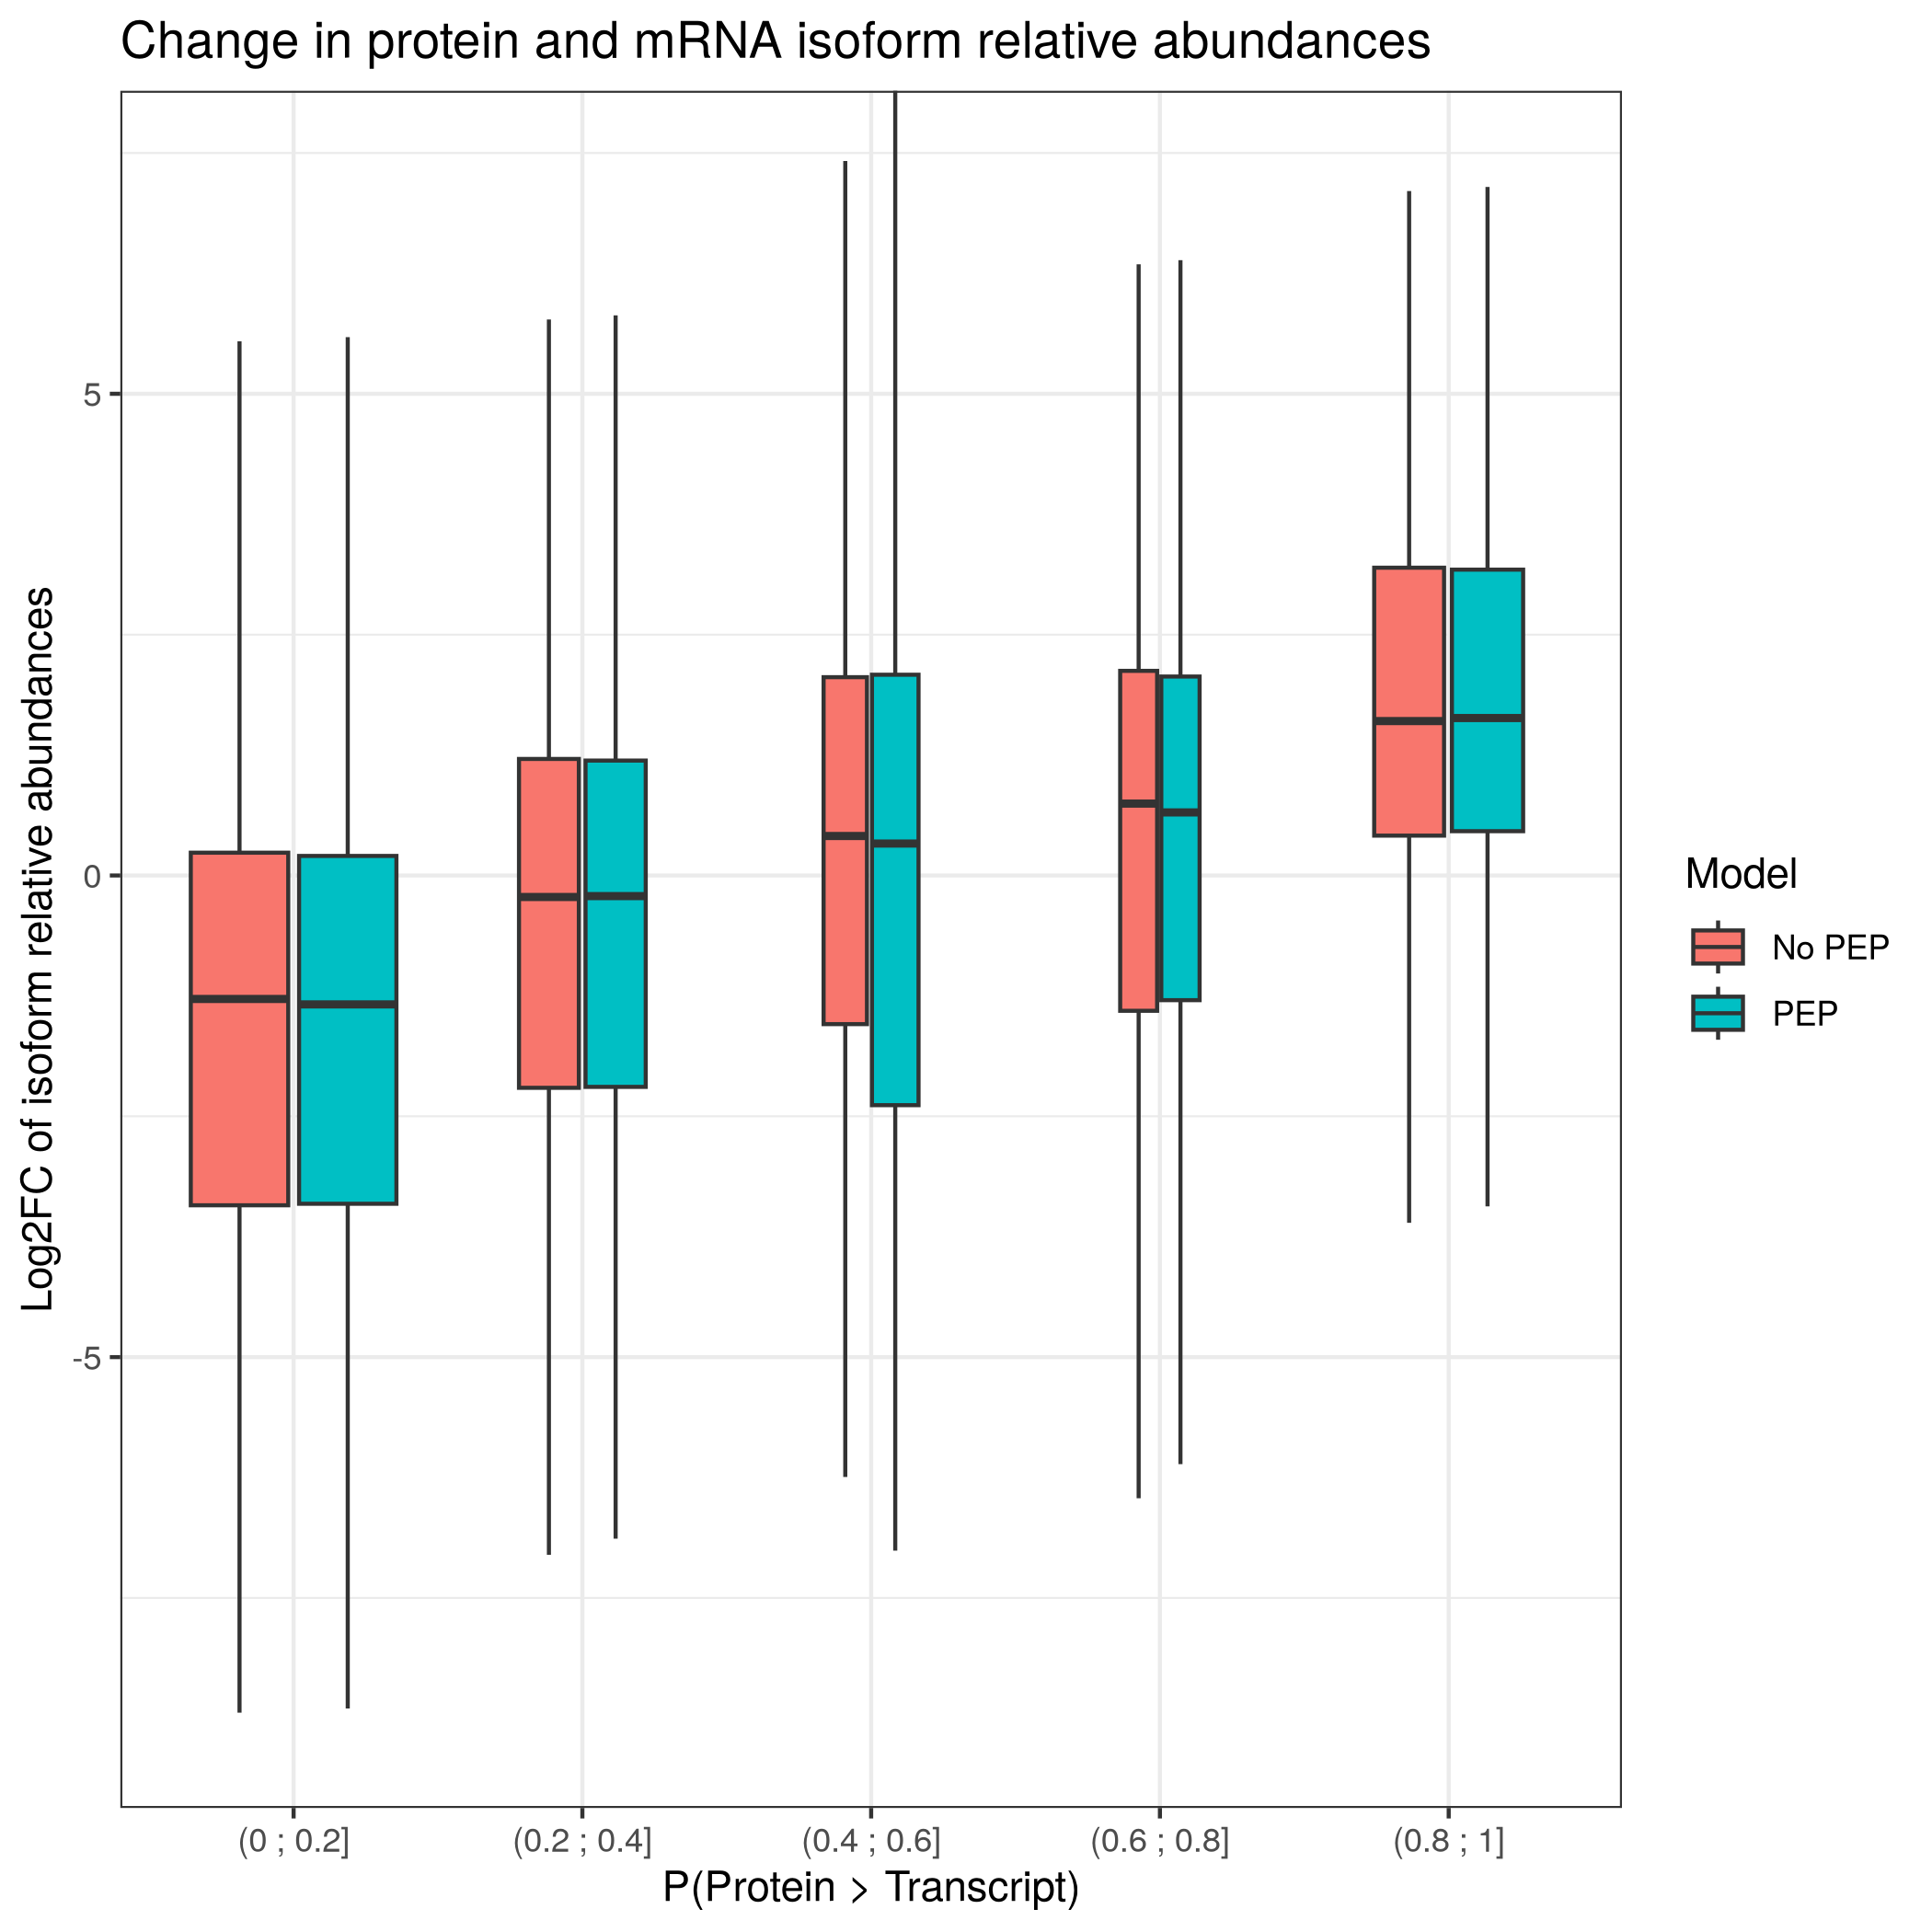 Change in protein and mRNA isoform relative abundances
Log2FC of isoform relative abundances
5
0
-5
(0 ; 0.2]
(0.2 ; 0.4]
(0.4 ; 0.6]
(0.6 ; 0.8]
(0.8 ; 1]
P(Protein > Transcript)
Model
No PEP
PEP